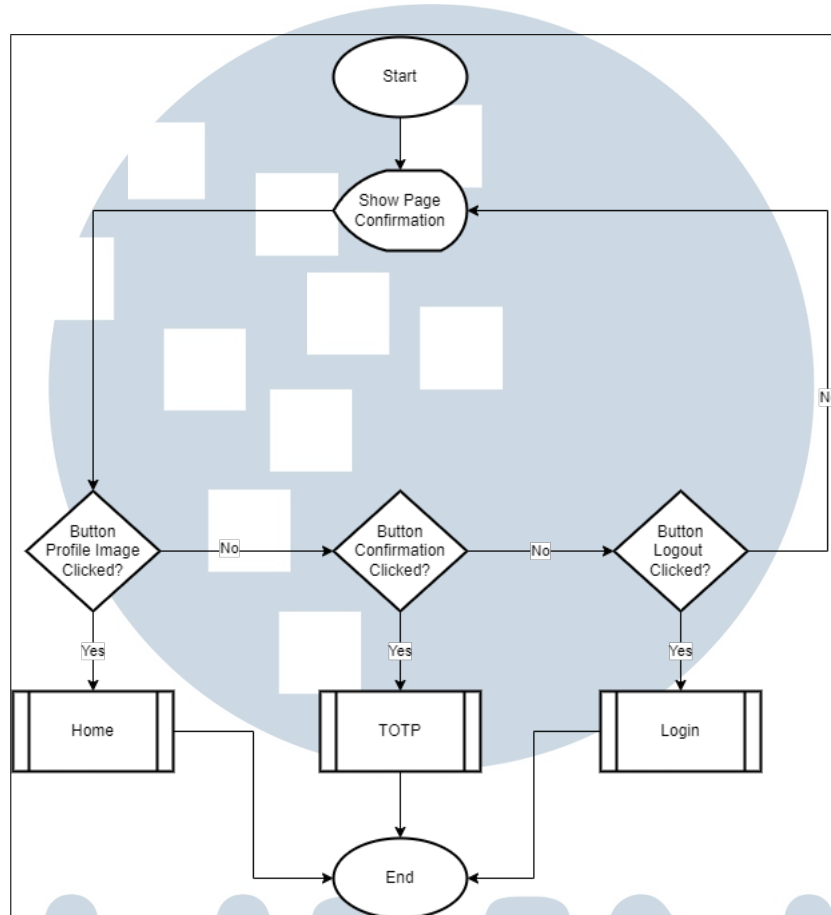 Start
Show Page
Confirmation
Button
Profile Image
Clicked?
No
Button
Confirmation
Clicked?
No
Button
Logout
Clicked?
Yes
Yes
Yes
Home
TOTP
Login
End